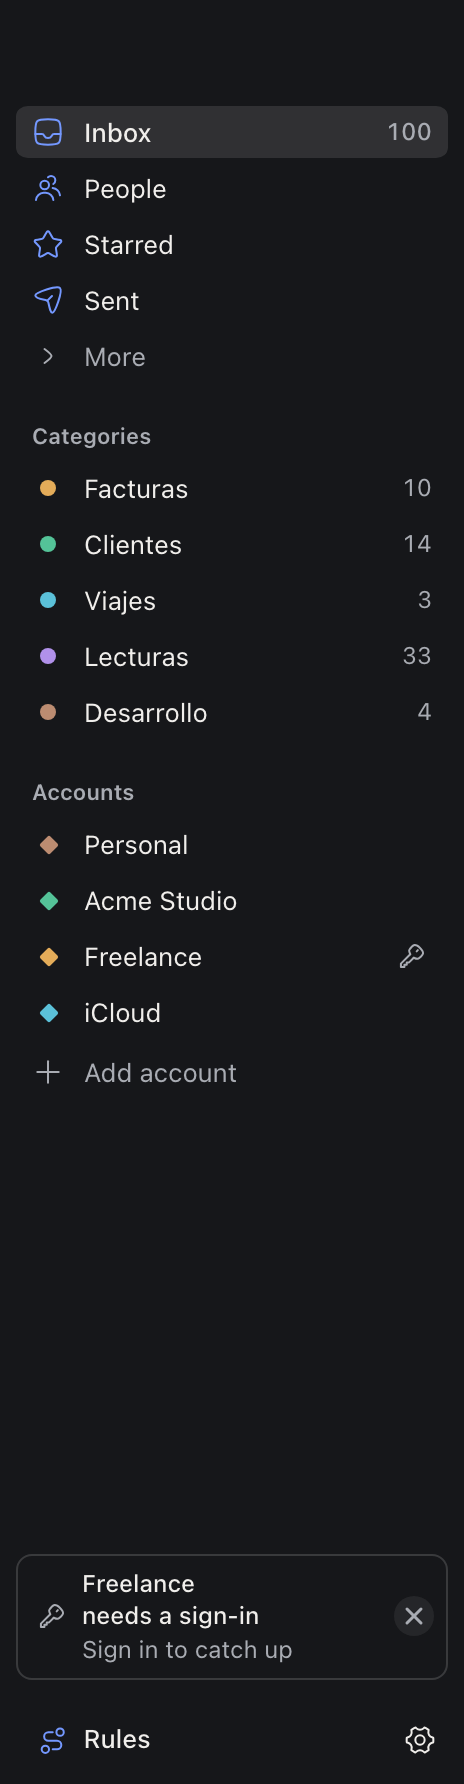 Inbox 100
People
Starred
Sent
More
Categories
Facturas 10
Clientes 14
Viajes 3
Lecturas 33
Desarrollo 4
Accounts
Personal
Acme Studio
Freelance
iCloud
Add account
Freelance
needs a sign-in
Sign in to catch up
Rules